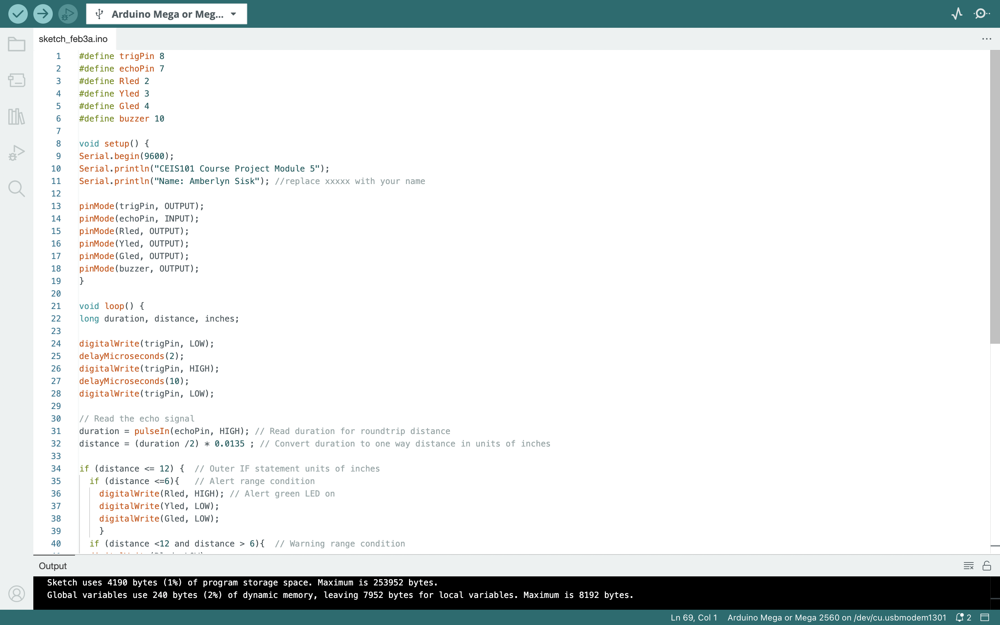 Arduino Mega or Meg...
sketch_feb3a.ino
1 #define trigPin 8
2 #define echoPin 7
3 #define Rled 2
4 #define Yled 3
5 #define Gled 4
6 #define buzzer 10
7
8 void setup() {
9 Serial.begin(9600);
10 Serial.println("CEIS101 Course Project Module 5");
11 Serial.println("Name: Amberlyn Sisk"); //replace xxxxx with your name
12
13 pinMode(trigPin, OUTPUT);
14 pinMode(echoPin, INPUT);
15 pinMode(Rled, OUTPUT);
16 pinMode(Yled, OUTPUT);
17 pinMode(Gled, OUTPUT);
18 pinMode(buzzer, OUTPUT);
19 }
20
21 void loop() {
22 long duration, distance, inches;
23
24 digitalWrite(trigPin, LOW);
25 delayMicroseconds(2);
26 digitalWrite(trigPin, HIGH);
27 delayMicroseconds(10);
28 digitalWrite(trigPin, LOW);
29
30 // Read the echo signal
31 duration = pulseIn(echoPin, HIGH); // Read duration for roundtrip distance
32 distance = (duration /2) * 0.0135 ; // Convert duration to one way distance in units of inches
33
34 if (distance <= 12) {  // Outer IF statement units of inches
35 if (distance <=6){   // Alert range condition
36 digitalWrite(Rled, HIGH); // Alert green LED on
37 digitalWrite(Yled, LOW);
38 digitalWrite(Gled, LOW);
39 }
40 if (distance <12 and distance > 6){  // Warning range condition
Output
Sketch uses 4190 bytes (1%) of program storage space. Maximum is 253952 bytes.
Global variables use 240 bytes (2%) of dynamic memory, leaving 7952 bytes for local variables. Maximum is 8192 bytes.
Ln 69, Col 1 Arduino Mega or Mega 2560 on /dev/cu.usbmodem1301 2